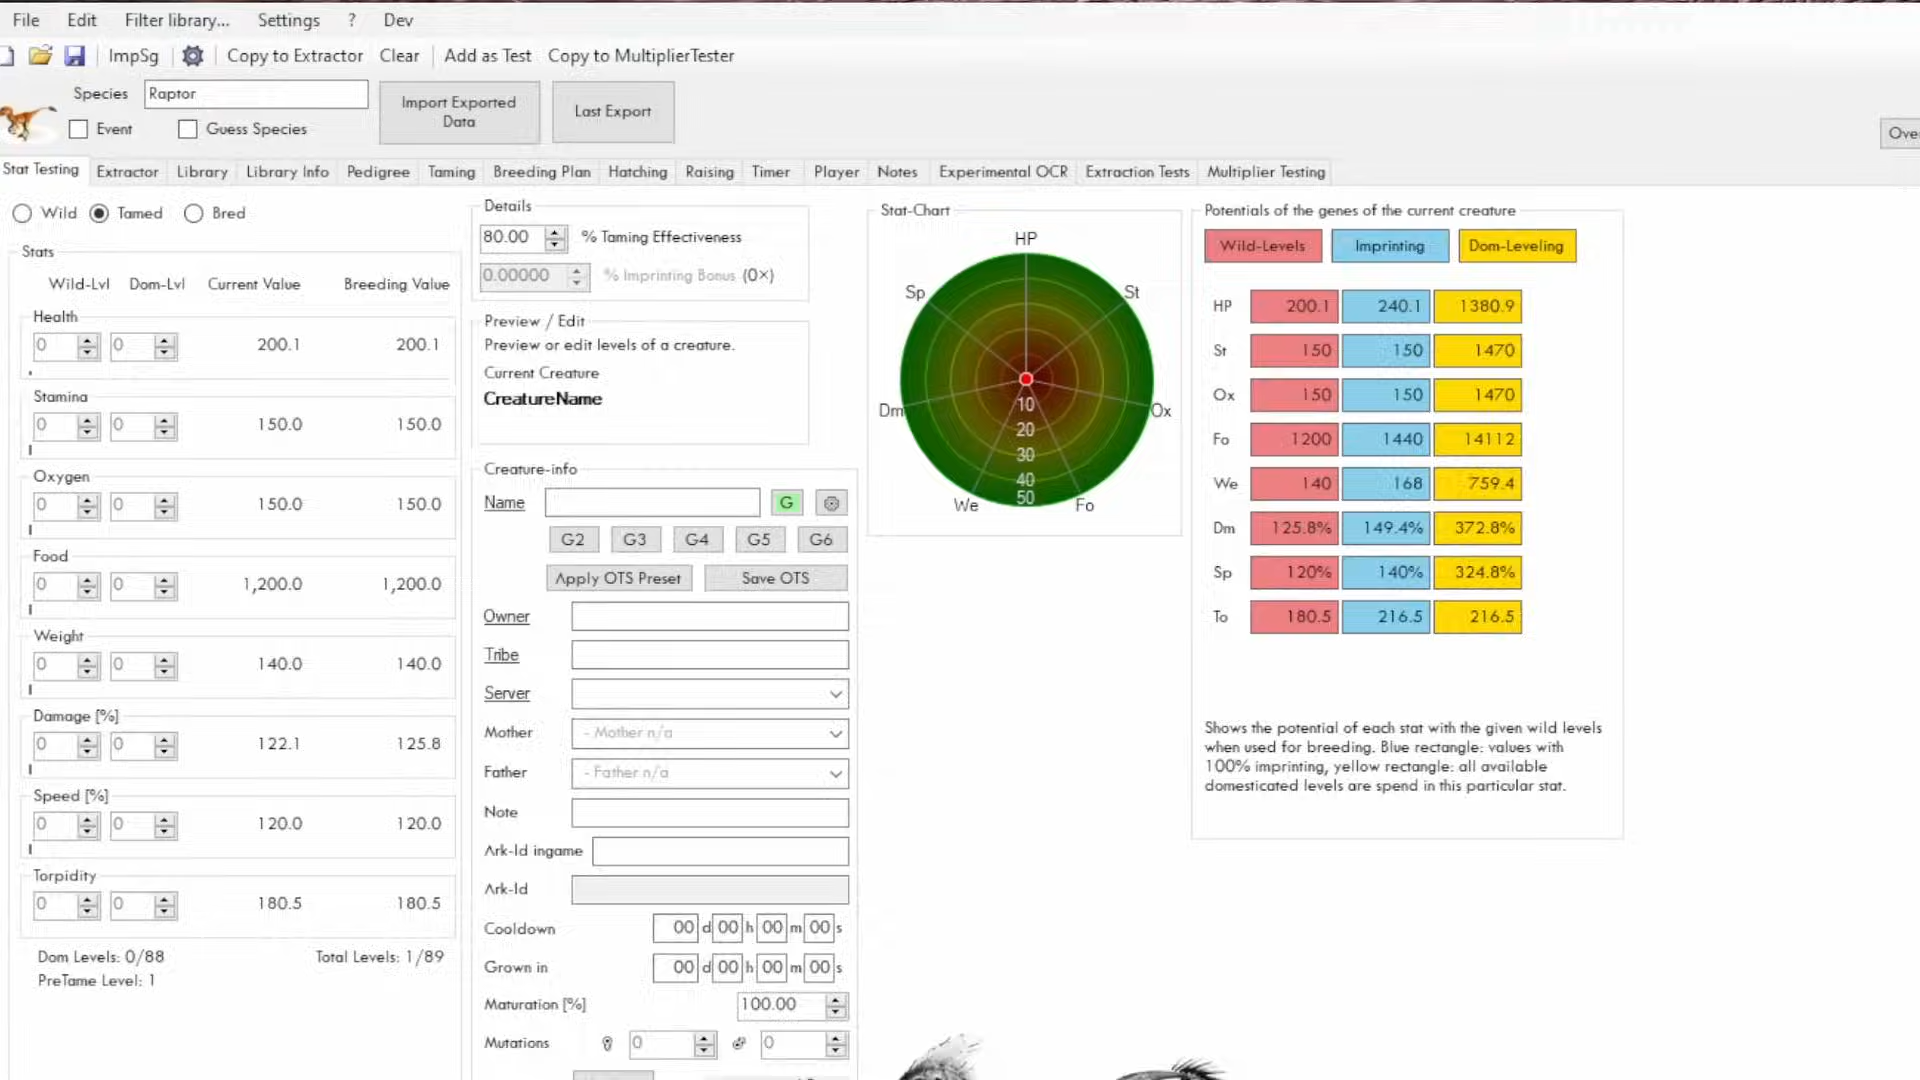 File Edit Filter library... Settings ? Dev
ImpSg Copy to Extractor Clear Add as Test Copy to MultiplierTester
Species Raptor
Event Guess Species
Import Exported
Data
Last Export
Stat Testing Extractor Library Library Info Pedigree Taming Breeding Plan Hatching Raising Timer Player Notes Experimental OCR Extraction Tests Multiplier Testing
Wild Tamed Bred
Stats
Wild-Lvl Dom-Lvl Current Value Breeding Value
Health
0 0 200.1 200.1
Stamina
0 0 150.0 150.0
Oxygen
0 0 150.0 150.0
Food
0 0 1,200.0 1,200.0
Weight
0 0 140.0 140.0
Damage [%]
0 0 122.1 125.8
Speed [%]
0 0 120.0 120.0
Torpidity
0 0 180.5 180.5
Dom Levels: 0/88 Total Levels: 1/89
PreTame Level: 1
Details
80.00 % Taming Effectiveness
0.00000 % Imprinting Bonus (0×)
Preview / Edit
Preview or edit levels of a creature.
Current Creature
CreatureName
Creature-info
Name G
G2 G3 G4 G5 G6
Apply OTS Preset Save OTS
Owner
Tribe
Server
Mother - Mother n/a
Father - Father n/a
Note
Ark-Id ingame
Ark-Id
Cooldown 00 d 00 h 00 m 00 s
Grown in 00 d 00 h 00 m 00 s
Maturation [%] 100.00
Mutations 0 0
Stat-Chart
HP
Sp St
Dm Ox
10
20
30
40
50
We Fo
Potentials of the genes of the current creature
Wild-Levels Imprinting Dom-Leveling
HP 200.1 240.1 1380.9
St 150 150 1470
Ox 150 150 1470
Fo 1200 1440 14112
We 140 168 759.4
Dm 125.8% 149.4% 372.8%
Sp 120% 140% 324.8%
To 180.5 216.5 216.5
Shows the potential of each stat with the given wild levels
when used for breeding. Blue rectangle: values with
100% imprinting, yellow rectangle: all available
domesticated levels are spend in this particular stat.